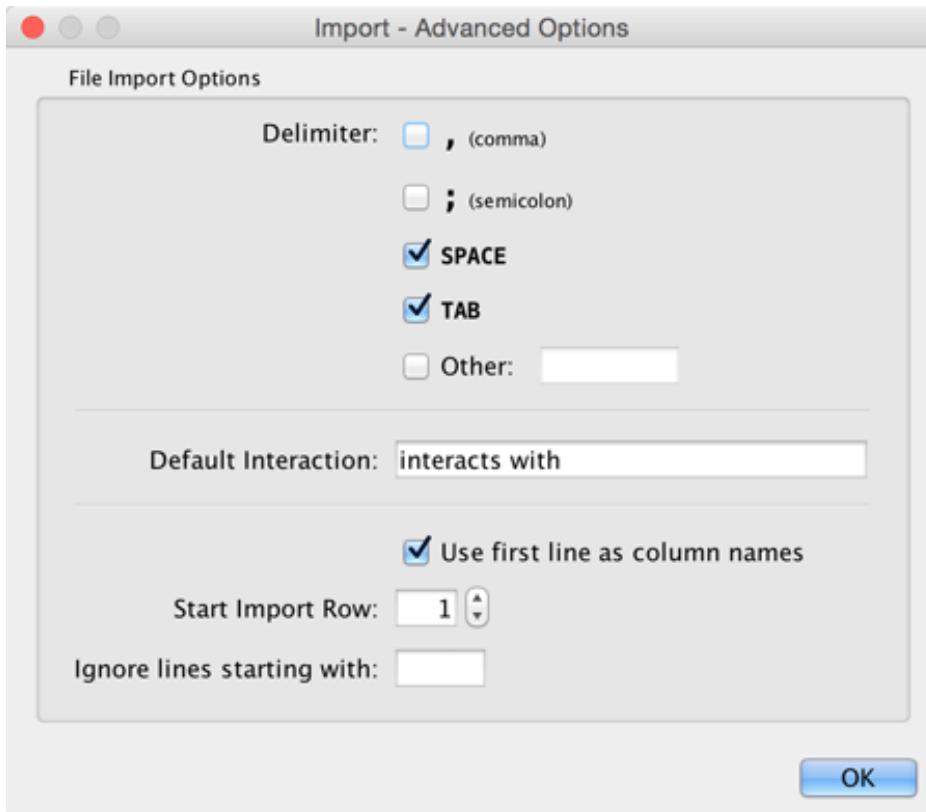 Import - Advanced Options
File Import Options
Delimiter: , (comma)
; (semicolon)
SPACE
TAB
Other:
Default Interaction: interacts with
Use first line as column names
Start Import Row: 1
Ignore lines starting with:
OK